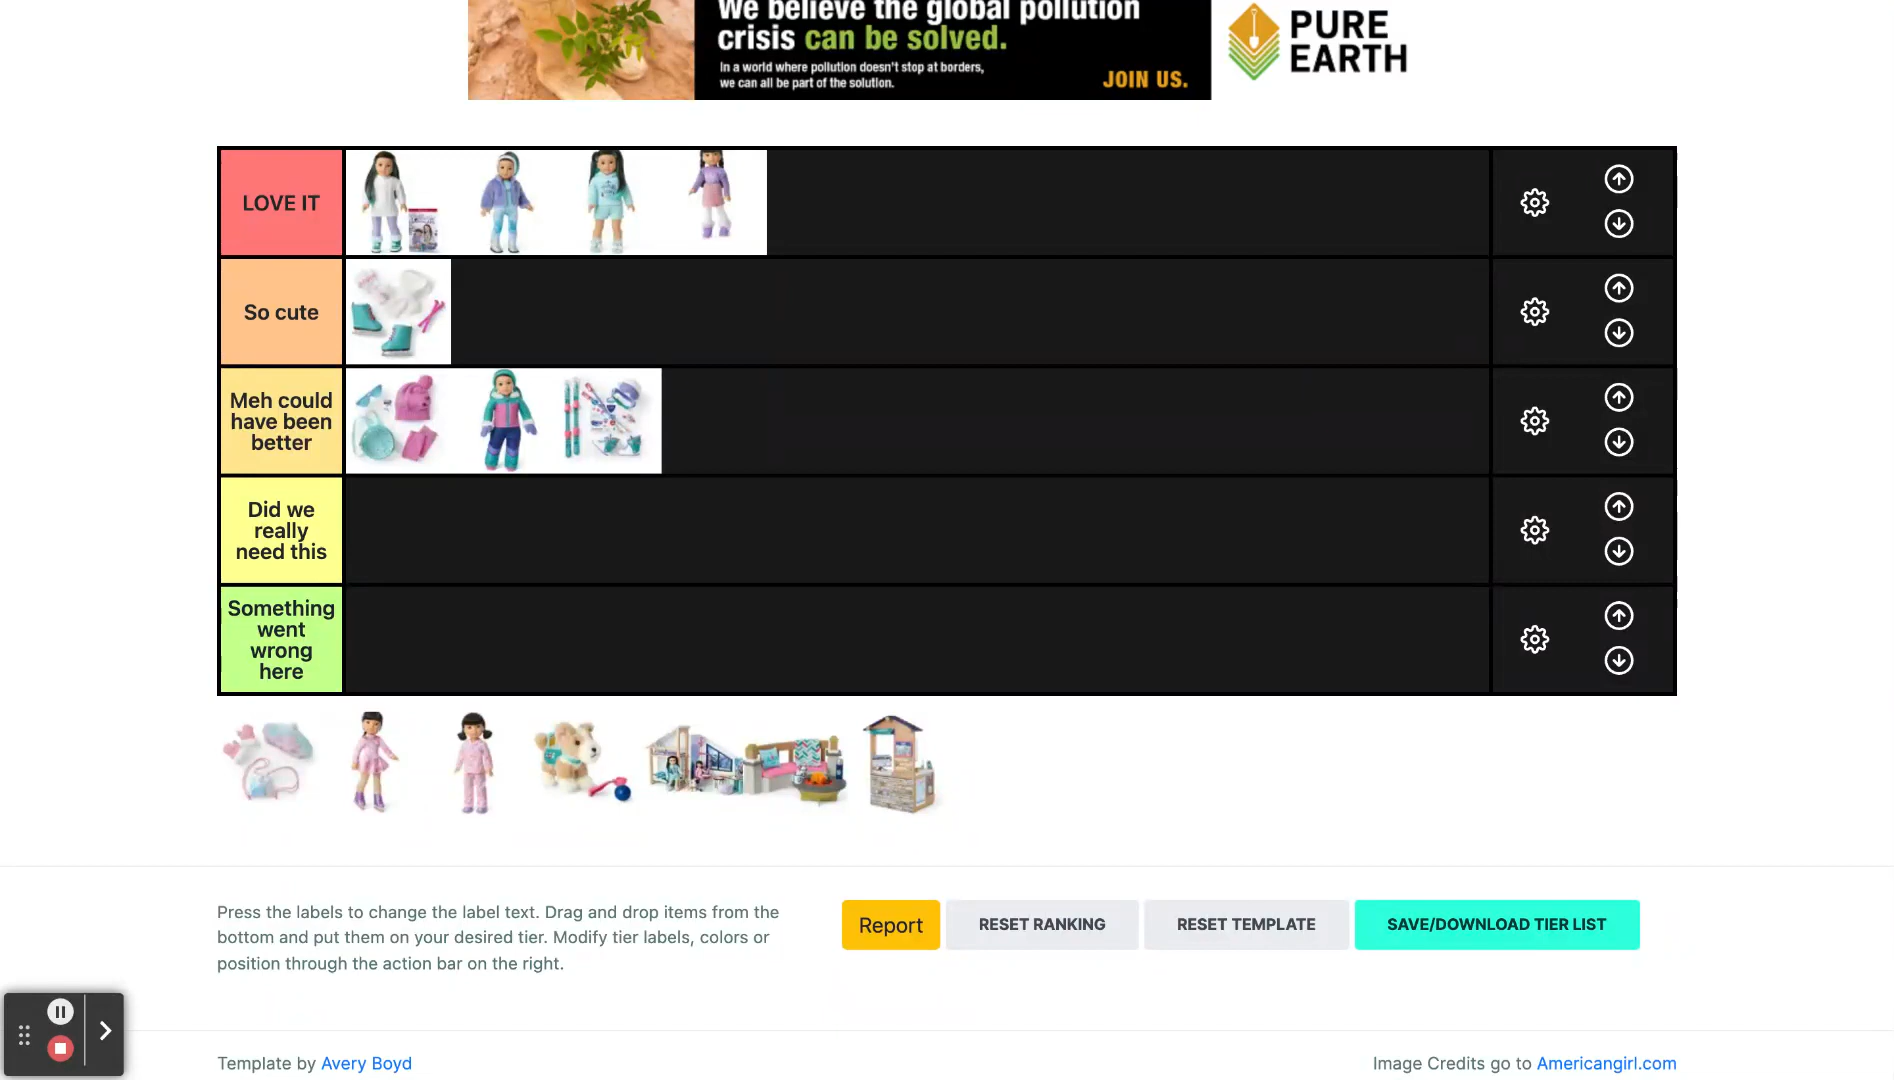 We believe the global pollution
crisis can be solved.
In a world where pollution doesn't stop at borders,
we can all be part of the solution.
JOIN US.
PURE
EARTH
LOVE IT
So cute
Meh could
have been
better
Did we
really
need this
Something
went
wrong
here
Press the labels to change the label text. Drag and drop items from the
bottom and put them on your desired tier. Modify tier labels, colors or
position through the action bar on the right.
Report
RESET RANKING
RESET TEMPLATE
SAVE/DOWNLOAD TIER LIST
Template by Avery Boyd
Image Credits go to Americangirl.com